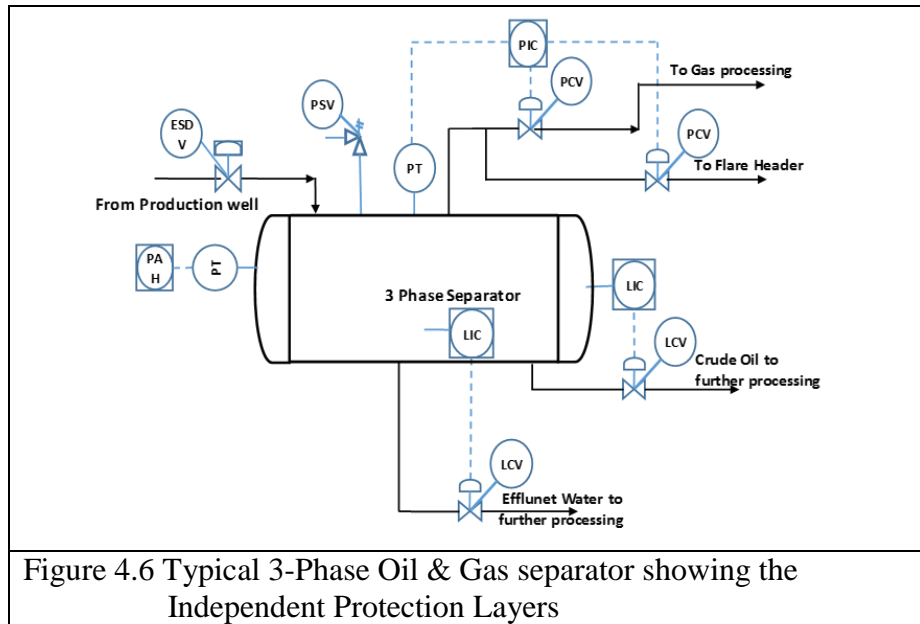 PIC
To Gas processing
PCV
PSV
ESD
V
PT
PCV
To Flare Header
From Production well
PA
H
PT
3 Phase Separator
LIC
LIC
LCV
Crude Oil to
further processing
LCV
Efflunet Water to
further processing
Figure 4.6 Typical 3-Phase Oil & Gas separator showing the
Independent Protection Layers